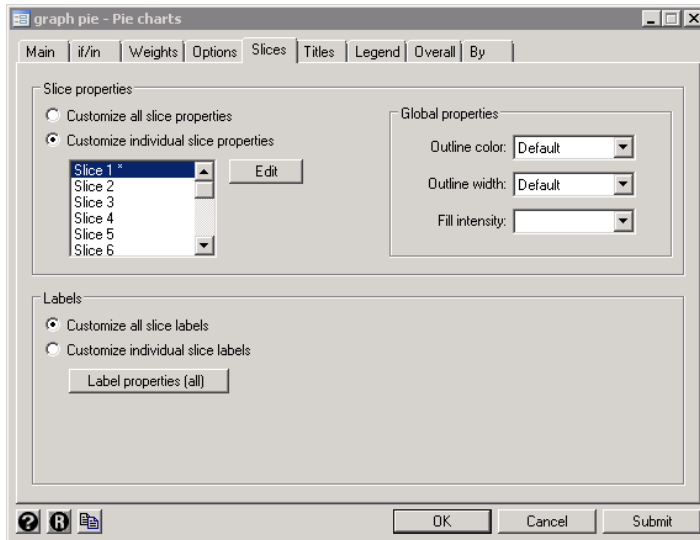 graph pie - Pie charts
Main if/in Weights Options Slices Titles Legend Overall By
Slice properties
Customize all slice properties
Customize individual slice properties
Slice 1 *
Slice 2
Slice 3
Slice 4
Slice 5
Slice 6
Edit
Global properties
Outline color: Default
Outline width: Default
Fill intensity:
Labels
Customize all slice labels
Customize individual slice labels
Label properties (all)
? R OK Cancel Submit